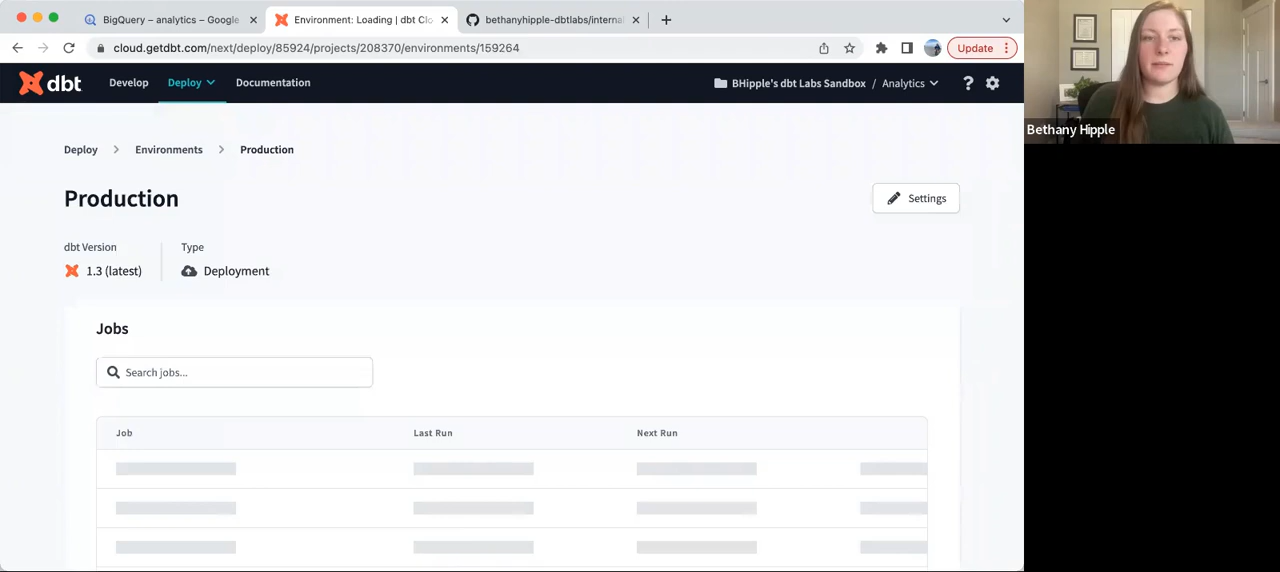 BigQuery – analytics – Google
Environment: Loading | dbt Clo
bethanyhipple-dbtlabs/interna
cloud.getdbt.com/next/deploy/85924/projects/208370/environments/159264
Update
dbt
Develop
Deploy
Documentation
BHipple's dbt Labs Sandbox / Analytics
?
Bethany Hipple
Deploy
Environments
Production
Production
Settings
dbt Version
Type
1.3 (latest)
Deployment
Jobs
Search jobs...
Job
Last Run
Next Run